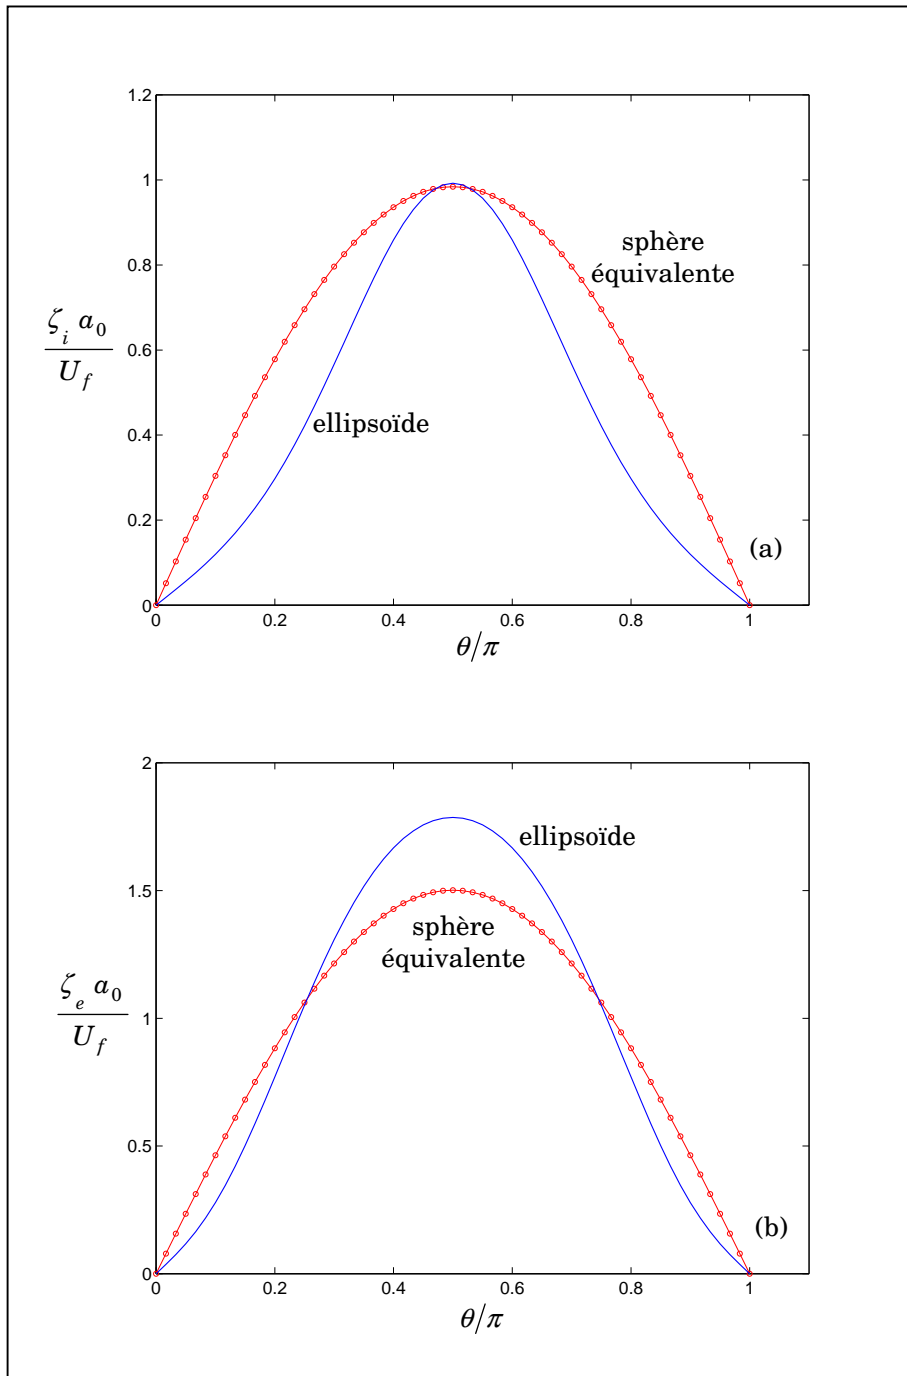 1.2
1
0.8
0.6
0.4
0.2
0
ζ_i a_0
U_f
sphère
équivalente
ellipsoïde
(a)
0 0.2 0.4 0.6 0.8 1
θ/π
2
1.5
1
0.5
0
ζ_e a_0
U_f
ellipsoïde
sphère
équivalente
(b)
0 0.2 0.4 0.6 0.8 1
θ/π